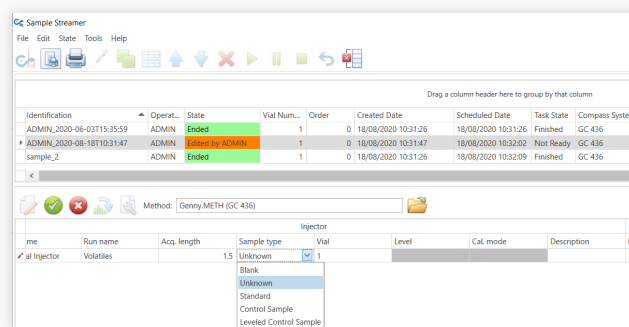 Sample Streamer
File Edit State Tools Help
Drag a column header here to group by that column
Identification Operat... State Vial Num... Order Created Date Scheduled Date Task State Compass Syste
ADMIN_2020-06-03T15:35:59 ADMIN Ended 1 0 18/08/2020 10:31:26 18/08/2020 10:31:26 Finished GC 436
ADMIN_2020-08-18T10:31:47 ADMIN Edited by ADMIN 1 0 18/08/2020 10:31:47 18/08/2020 10:32:02 Not Ready GC 436
sample_2 ADMIN Ended 1 0 18/08/2020 10:31:26 18/08/2020 10:32:09 Finished GC 436
Method: Genny.METH (GC 436)
Injector
me Run name Acq. length Sample type Vial Level Cal. mode Description
al Injector Volatiles 1.5 Unknown 1
Blank
Unknown
Standard
Control Sample
Leveled Control Sample